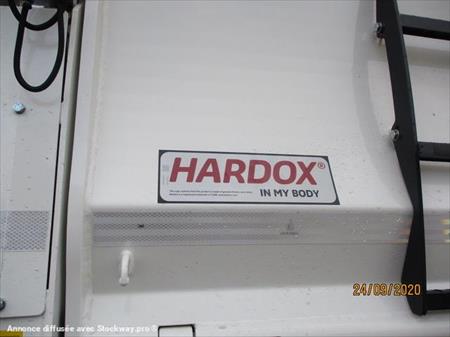 HARDOX®
IN MY BODY
24/09/2020
Annonce diffusée avec Stockway.pro ®